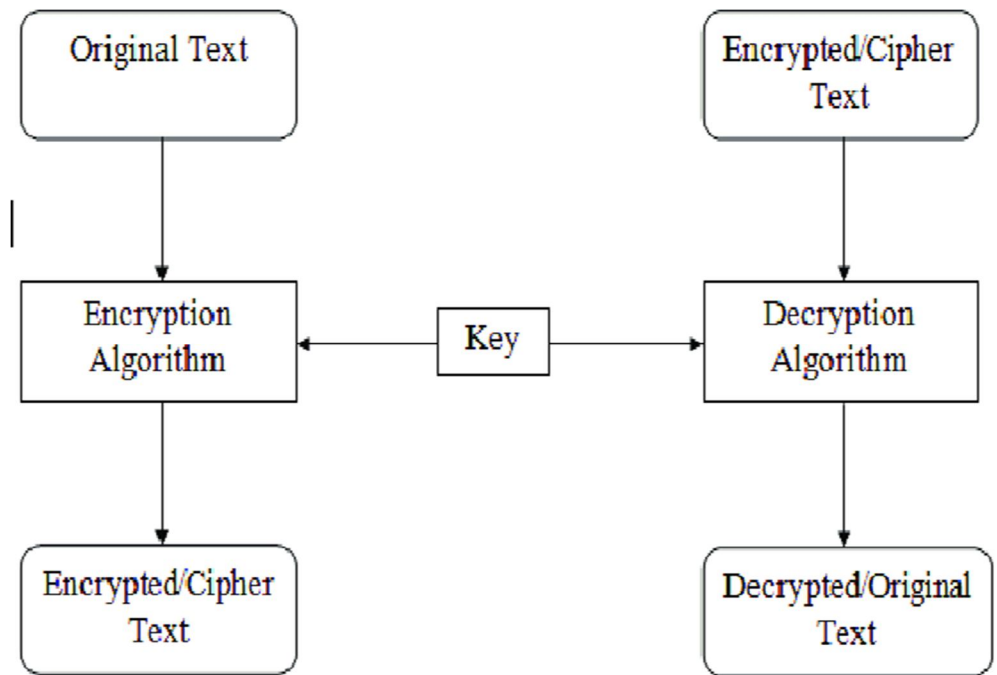 Original Text
Encrypted/Cipher
Text
Encryption
Algorithm
Key
Decryption
Algorithm
Encrypted/Cipher
Text
Decrypted/Original
Text